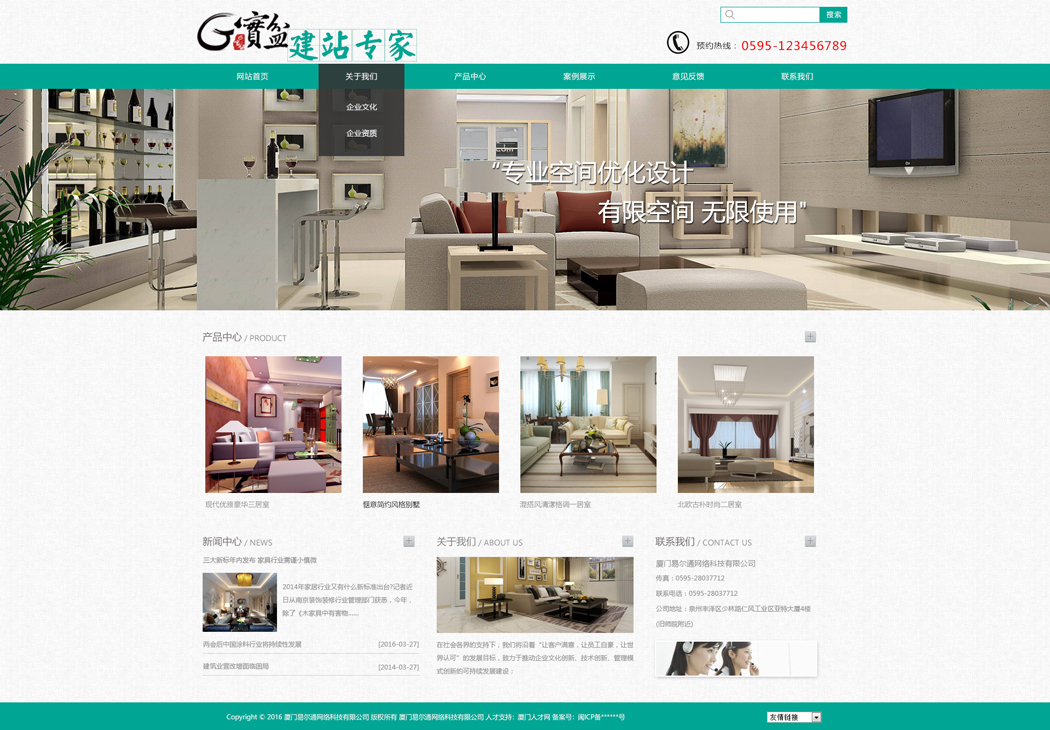 G寶盆
建站专家
搜索
预约热线： 0595-123456789
网站首页 关于我们 产品中心 案例展示 意见反馈 联系我们
企业文化
企业资质
“专业空间优化设计
有限空间 无限使用"
产品中心 / PRODUCT
现代优雅豪华三居室 惬意简约风格别墅 混搭风清漾格调一居室 北欧古朴时尚二居室
新闻中心 / NEWS
三大新标年内发布 家具行业需谨小慎微
2014年家居行业又有什么新标准出台?记者近
日从南京装饰装修行业管理部门获悉，今年，
除了《木家具中有害物......
两会后中国涂料行业将持续性发展 [2016-03-27]
建筑业营改增面临困局 [2014-03-27]
关于我们 / ABOUT US
在社会各界的支持下，我们将沿着“让客户满意，让员工自豪，让世
界认可”的发展目标，致力于推动企业文化创新、技术创新、管理模
式创新的可持续发展建设；
联系我们 / CONTACT US
厦门易尔通网络科技有限公司
传真：0595-28037712
联系电话：0595-28037712
公司地址：泉州丰泽区少林路仁风工业区亚特大厦4楼
(旧师院附近)
Copyright © 2016 厦门易尔通网络科技有限公司 版权所有 厦门易尔通网络科技有限公司 人才支持：厦门人才网 备案号：闽ICP备******号
友情链接